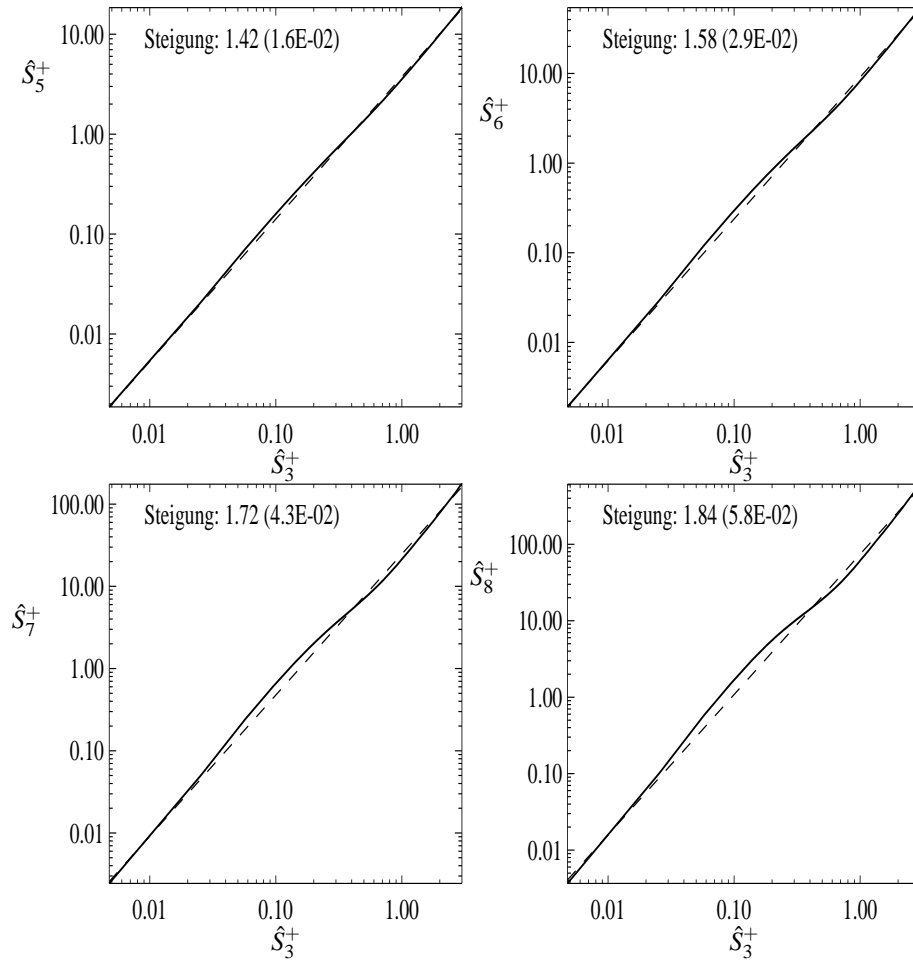 Steigung: 1.42 (1.6E-02)
10.00
1.00
0.10
0.01
Ŝ₅⁺
0.01 0.10 1.00
Ŝ₃⁺
Steigung: 1.58 (2.9E-02)
10.00
1.00
0.10
0.01
Ŝ₆⁺
0.01 0.10 1.00
Ŝ₃⁺
Steigung: 1.72 (4.3E-02)
100.00
10.00
1.00
0.10
0.01
Ŝ₇⁺
0.01 0.10 1.00
Ŝ₃⁺
Steigung: 1.84 (5.8E-02)
100.00
10.00
1.00
0.10
0.01
Ŝ₈⁺
0.01 0.10 1.00
Ŝ₃⁺